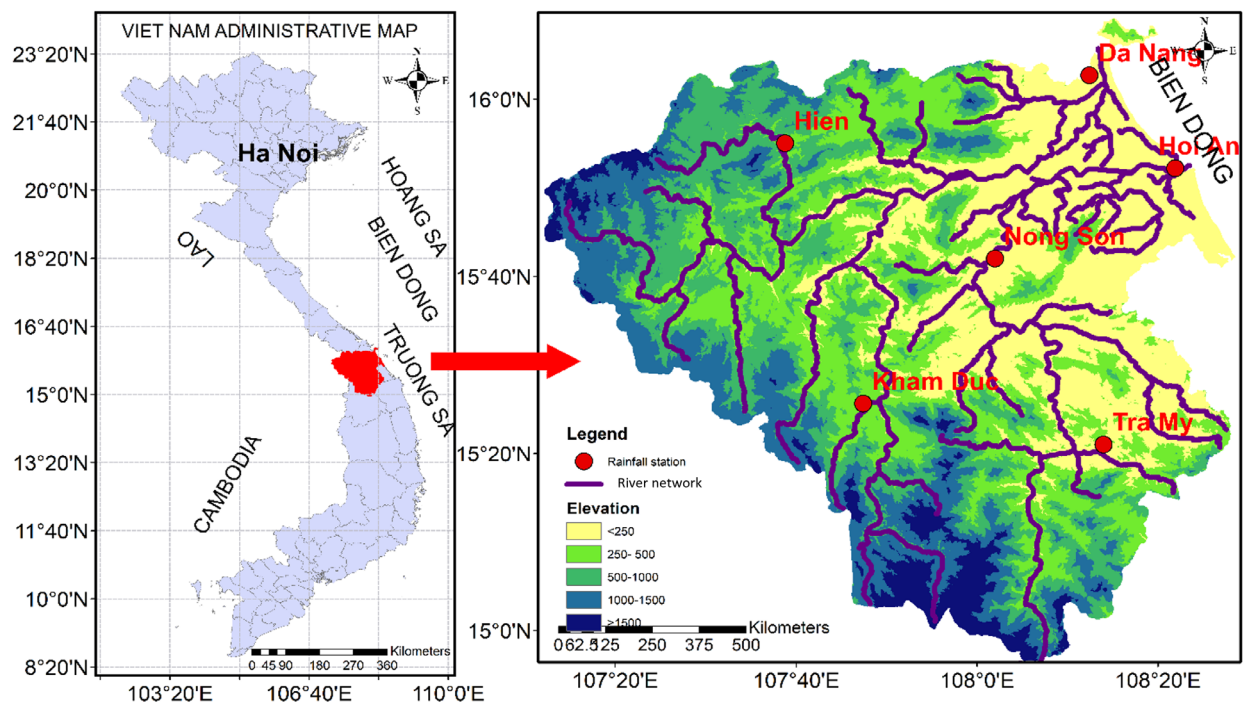 VIET NAM ADMINISTRATIVE MAP
23°20'N
21°40'N
20°0'N
18°20'N
16°40'N
15°0'N
13°20'N
11°40'N
10°0'N
8°20'N
103°20'E
106°40'E
110°0'E
N
W
E
S
Ha Noi
HOANG SA
BIEN DONG
LAO
TRUONG SA
CAMBODIA
0 45 90 180 270 360
Kilometers
16°0'N
15°40'N
15°20'N
15°0'N
107°20'E
107°40'E
108°0'E
108°20'E
N
W
E
S
Da Nang
BIEN DONG
Hien
Hoi An
Nong Son
Kham Duc
Tra My
Legend
Rainfall station
River network
Elevation
<250
250- 500
500-1000
1000-1500
>1500
0 62.5 125 250 375 500
Kilometers